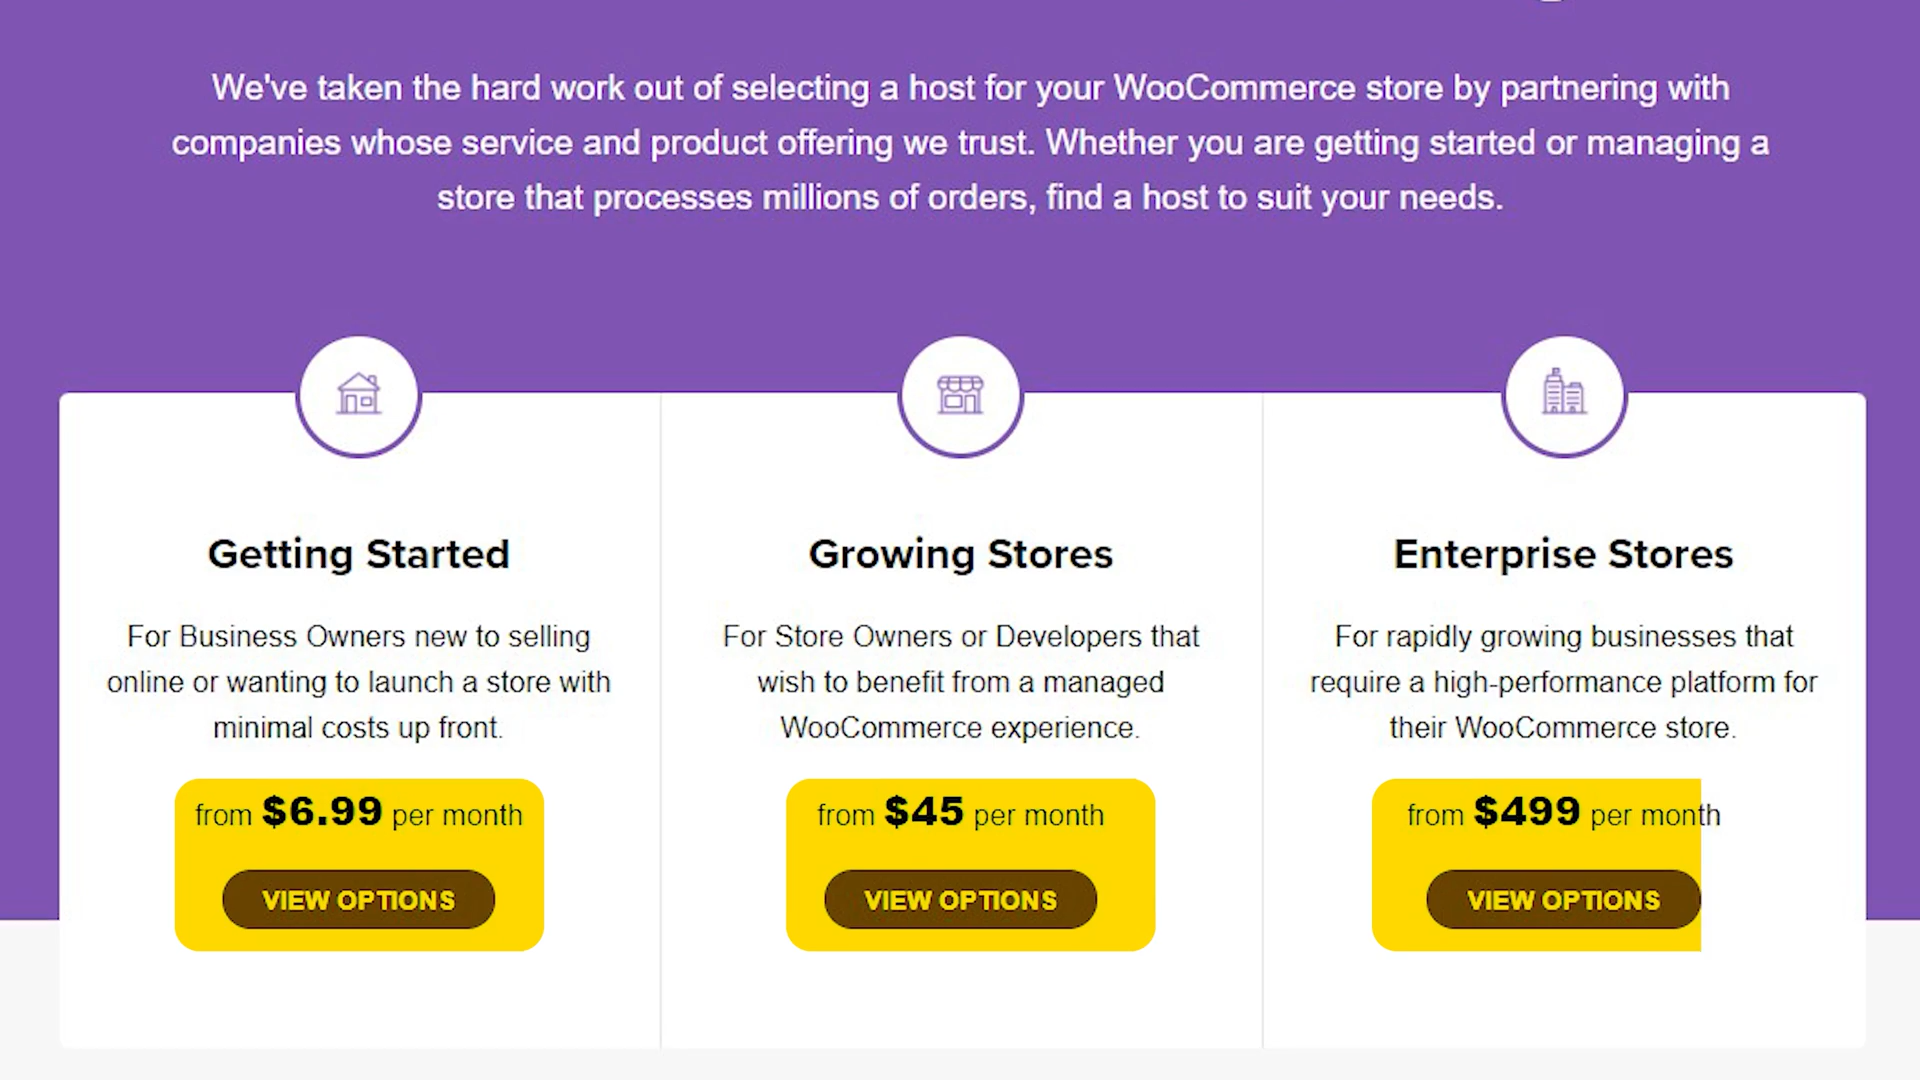 We've taken the hard work out of selecting a host for your WooCommerce store by partnering with
companies whose service and product offering we trust. Whether you are getting started or managing a
store that processes millions of orders, find a host to suit your needs.
Getting Started
For Business Owners new to selling
online or wanting to launch a store with
minimal costs up front.
from $6.99 per month
VIEW OPTIONS
Growing Stores
For Store Owners or Developers that
wish to benefit from a managed
WooCommerce experience.
from $45 per month
VIEW OPTIONS
Enterprise Stores
For rapidly growing businesses that
require a high-performance platform for
their WooCommerce store.
from $499 per month
VIEW OPTIONS